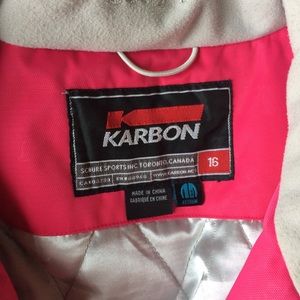 KARBON
SCHURE SPORTS INC. TORONTO, CANADA
16
WWW.KARBON.NET
MADE IN CHINA
FABRIQUÉ EN CHINE